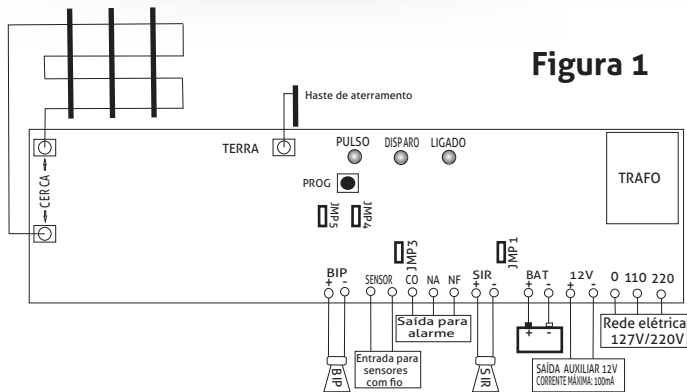 Figura 1
Haste de aterramento
TERRA
PULSO
DISPARO
LIGADO
TRAFO
CERCA
PROG
JMP5
JMP4
JMP3
JMP1
BIP
SENSOR
CO
NA
NF
SIR
BAT
12V
0
110
220
+ -
+ -
+ -
+ -
Saída para
alarme
Rede elétrica
127V/220V
+ -
BIP
Entrada para
sensores
com fio
SIR
SAÍDA AUXILIAR 12V
CORRENTE MÁXIMA: 100mA